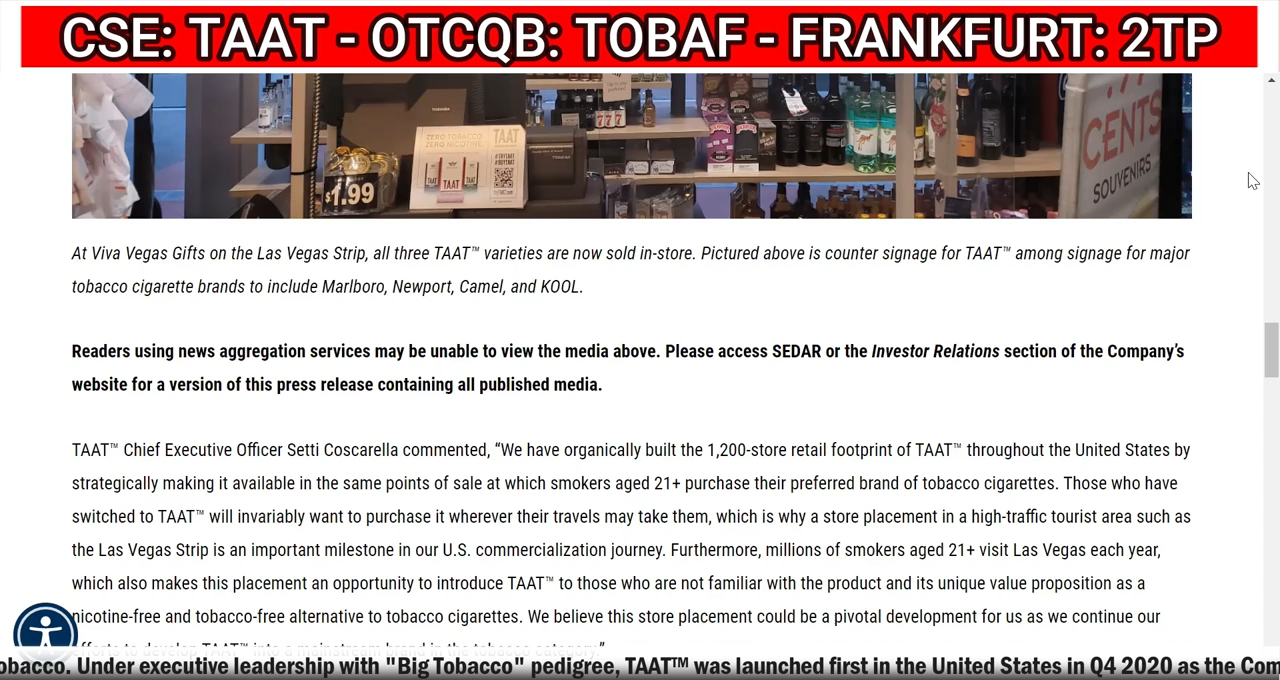 CSE: TAAT - OTCQB: TOBAF - FRANKFURT: 2TP
ZERO TOBACCO.
ZERO NICOTINE.
TAAT
TOSHIBA
777
$1.99
CENTS
SOUVENIRS
At Viva Vegas Gifts on the Las Vegas Strip, all three TAAT™ varieties are now sold in-store. Pictured above is counter signage for TAAT™ among signage for major
tobacco cigarette brands to include Marlboro, Newport, Camel, and KOOL.
Readers using news aggregation services may be unable to view the media above. Please access SEDAR or the Investor Relations section of the Company's
website for a version of this press release containing all published media.
TAAT™ Chief Executive Officer Setti Coscarella commented, “We have organically built the 1,200-store retail footprint of TAAT™ throughout the United States by
strategically making it available in the same points of sale at which smokers aged 21+ purchase their preferred brand of tobacco cigarettes. Those who have
switched to TAAT™ will invariably want to purchase it wherever their travels may take them, which is why a store placement in a high-traffic tourist area such as
the Las Vegas Strip is an important milestone in our U.S. commercialization journey. Furthermore, millions of smokers aged 21+ visit Las Vegas each year,
which also makes this placement an opportunity to introduce TAAT™ to those who are not familiar with the product and its unique value proposition as a
nicotine-free and tobacco-free alternative to tobacco cigarettes. We believe this store placement could be a pivotal development for us as we continue our
efforts to develop TAAT™ into a mainstream brand in the tobacco category.”
obacco. Under executive leadership with "Big Tobacco" pedigree, TAAT™ was launched first in the United States in Q4 2020 as the Com